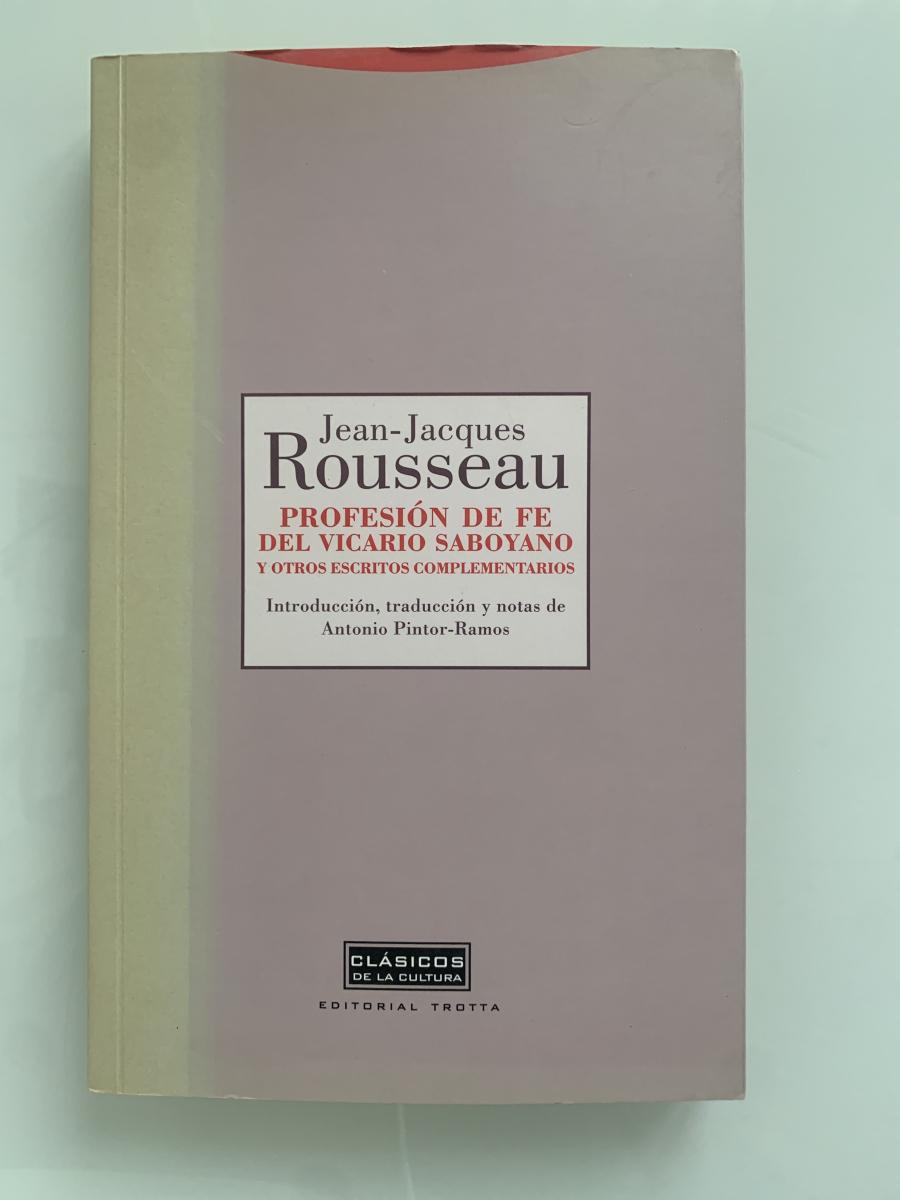 Jean-Jacques
Rousseau
PROFESIÓN DE FE
DEL VICARIO SABOYANO
Y OTROS ESCRITOS COMPLEMENTARIOS
Introducción, traducción y notas de
Antonio Pintor-Ramos
CLÁSICOS
DE LA CULTURA
EDITORIAL TROTTA